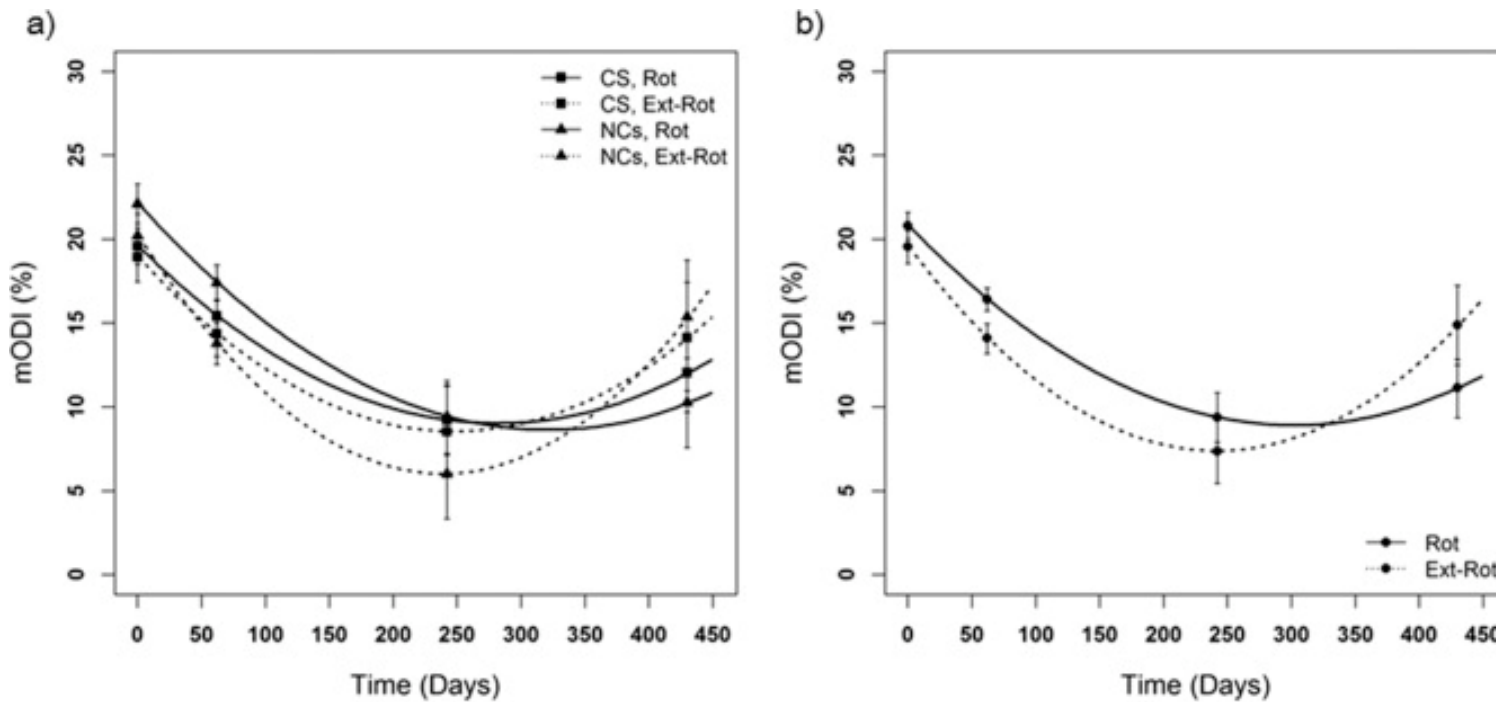 a)
mODI (%)
30
25
20
15
10
5
0
CS, Rot
CS, Ext-Rot
NCs, Rot
NCs, Ext-Rot
0 50 100 150 200 250 300 350 400 450
Time (Days)
b)
mODI (%)
30
25
20
15
10
5
0
Rot
Ext-Rot
0 50 100 150 200 250 300 350 400 450
Time (Days)